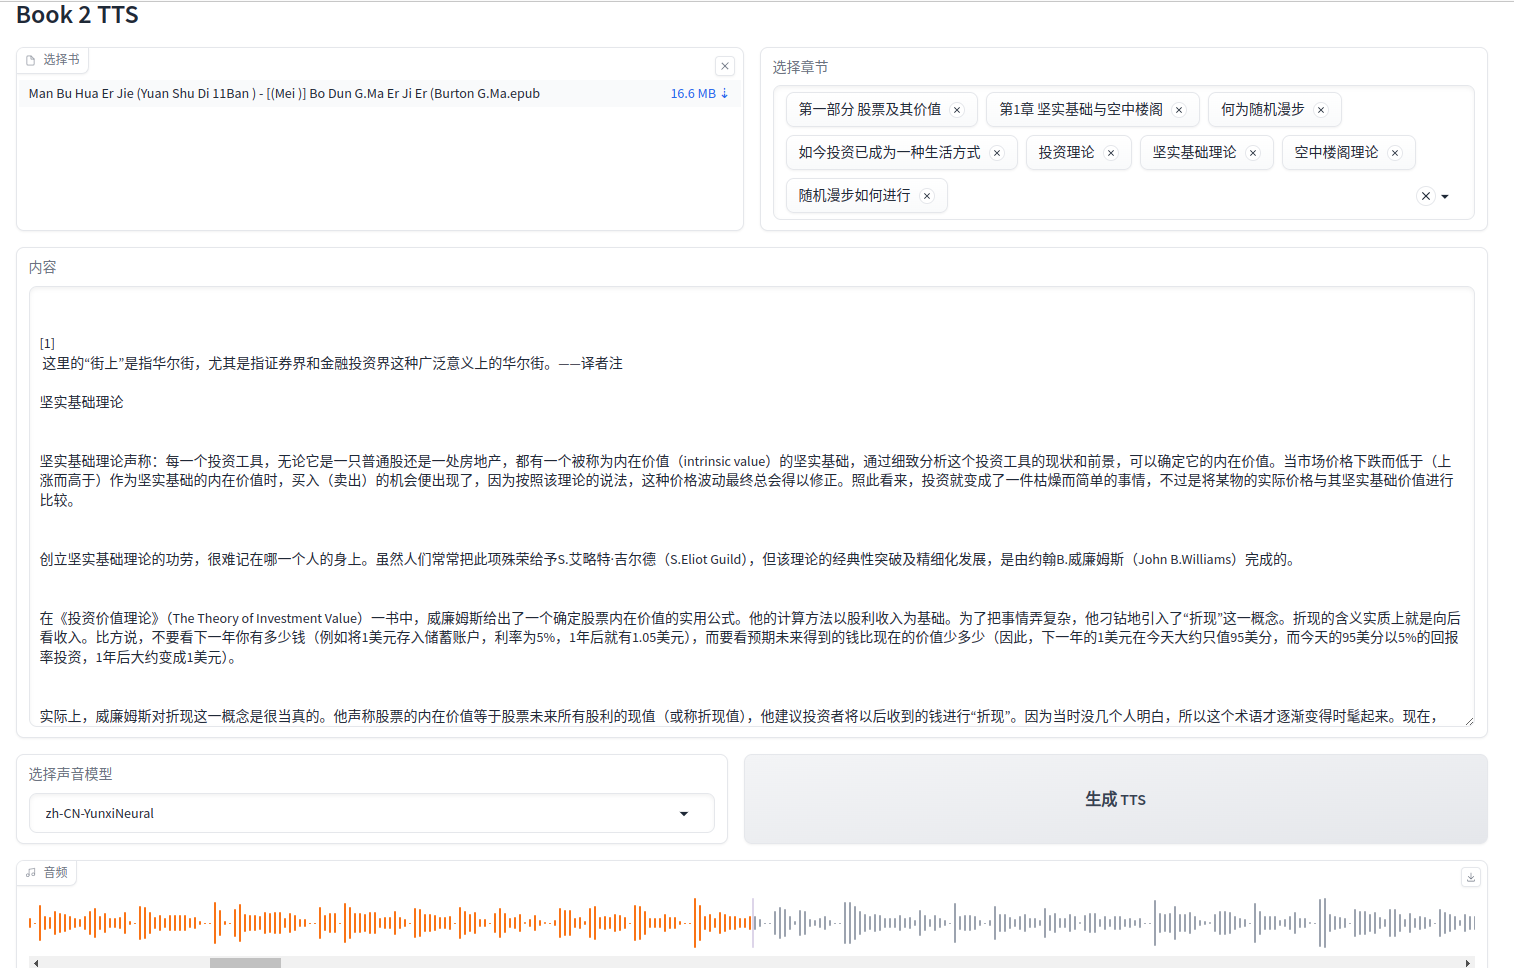 Book 2 TTS
选择书
Man Bu Hua Er Jie (Yuan Shu Di 11Ban ) - [(Mei )] Bo Dun G.Ma Er Ji Er (Burton G.Ma.epub
16.6 MB ⇣
选择章节
第一部分 股票及其价值
第1章 坚实基础与空中楼阁
何为随机漫步
如今投资已成为一种生活方式
投资理论
坚实基础理论
空中楼阁理论
随机漫步如何进行
内容
[1]
这里的“街上”是指华尔街，尤其是指证券界和金融投资界这种广泛意义上的华尔街。——译者注
坚实基础理论
坚实基础理论声称：每一个投资工具，无论它是一只普通股还是一处房地产，都有一个被称为内在价值（intrinsic value）的坚实基础，通过细致分析这个投资工具的现状和前景，可以确定它的内在价值。当市场价格下跌而低于（上
涨而高于）作为坚实基础的内在价值时，买入（卖出）的机会便出现了，因为按照该理论的说法，这种价格波动最终总会得以修正。照此看来，投资就变成了一件枯燥而简单的事情，不过是将某物的实际价格与其坚实基础价值进行
比较。
创立坚实基础理论的功劳，很难记在哪一个人的身上。虽然人们常常把此项殊荣给予S.艾略特·吉尔德（S.Eliot Guild），但该理论的经典性突破及精细化发展，是由约翰B.威廉姆斯（John B.Williams）完成的。
在《投资价值理论》（The Theory of Investment Value）一书中，威廉姆斯给出了一个确定股票内在价值的实用公式。他的计算方法以股利收入为基础。为了把事情弄复杂，他刁钻地引入了“折现”这一概念。折现的含义实质上就是向后
看收入。比方说，不要看下一年你有多少钱（例如将1美元存入储蓄账户，利率为5%，1年后就有1.05美元），而要看预期未来得到的钱比现在的价值少多少（因此，下一年的1美元在今天大约只值95美分，而今天的95美分以5%的回报
率投资，1年后大约变成1美元）。
实际上，威廉姆斯对折现这一概念是很当真的。他声称股票的内在价值等于股票未来所有股利的现值（或称折现值），他建议投资者将以后收到的钱进行“折现”。因为当时没几个人明白，所以这个术语才逐渐变得时髦起来。现在，
选择声音模型
zh-CN-YunxiNeural
生成 TTS
音频